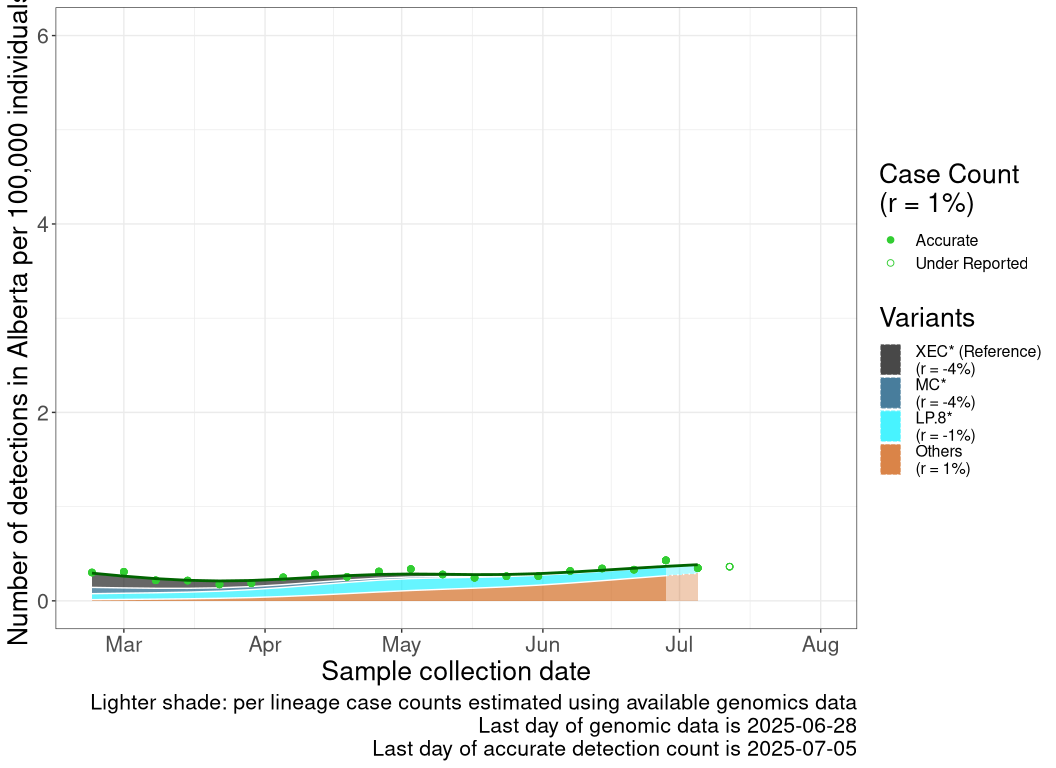 Number of detections in Alberta per 100,000 individuals
6
4
2
0
Mar
Apr
May
Jun
Jul
Aug
Sample collection date
Lighter shade: per lineage case counts estimated using available genomics data
Last day of genomic data is 2025-06-28
Last day of accurate detection count is 2025-07-05
Case Count
(r = 1%)
Accurate
Under Reported
Variants
XEC* (Reference)
(r = -4%)
MC*
(r = -4%)
LP.8*
(r = -1%)
Others
(r = 1%)